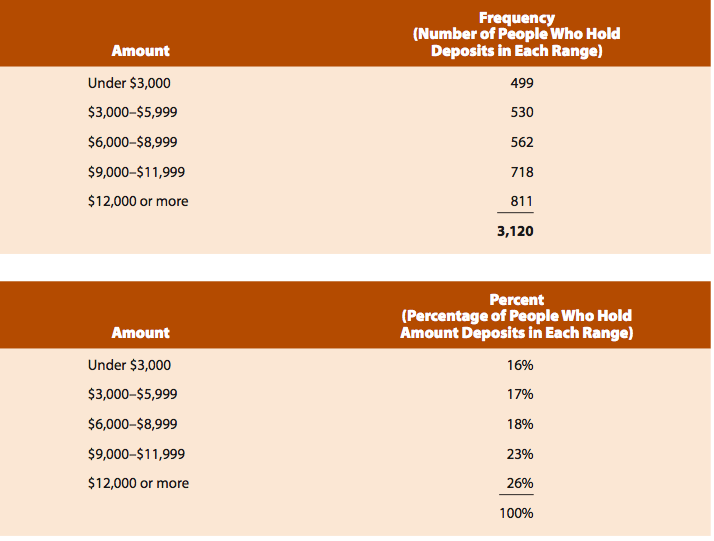 Frequency
(Number of People Who Hold
Amount Deposits in Each Range)
Under $3,000 499
$3,000–$5,999 530
$6,000–$8,999 562
$9,000–$11,999 718
$12,000 or more 811
3,120
Percent
(Percentage of People Who Hold
Amount Amount Deposits in Each Range)
Under $3,000 16%
$3,000–$5,999 17%
$6,000–$8,999 18%
$9,000–$11,999 23%
$12,000 or more 26%
100%